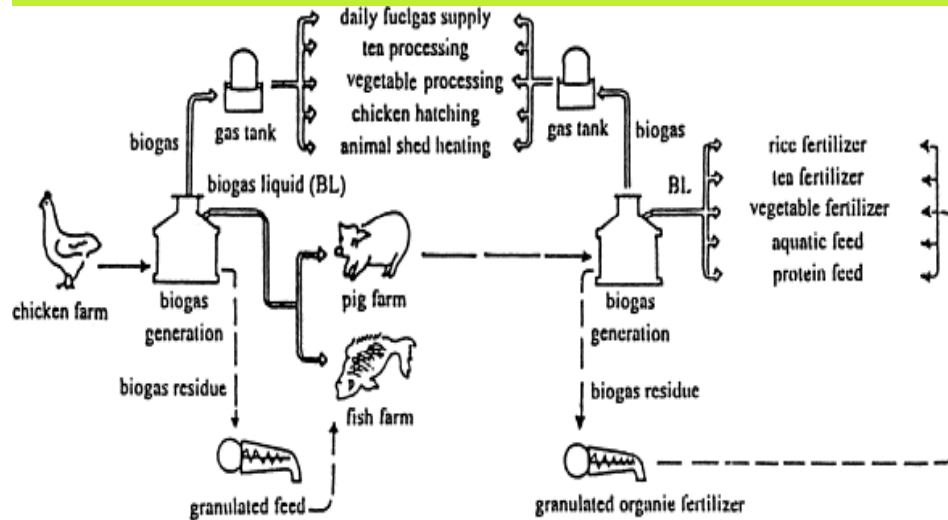 daily fuelgas supply
tea processing
vegetable processing
chicken hatching
animal shed heating
gas tank
gas tank
biogas
biogas
biogas liquid (BL)
BL
rice fertilizer
tea fertilizer
vegetable fertilizer
aquatic feed
protein feed
chicken farm
biogas
generation
pig farm
biogas
generation
biogas residue
biogas residue
fish farm
granulated feed
granulated organie fertilizer